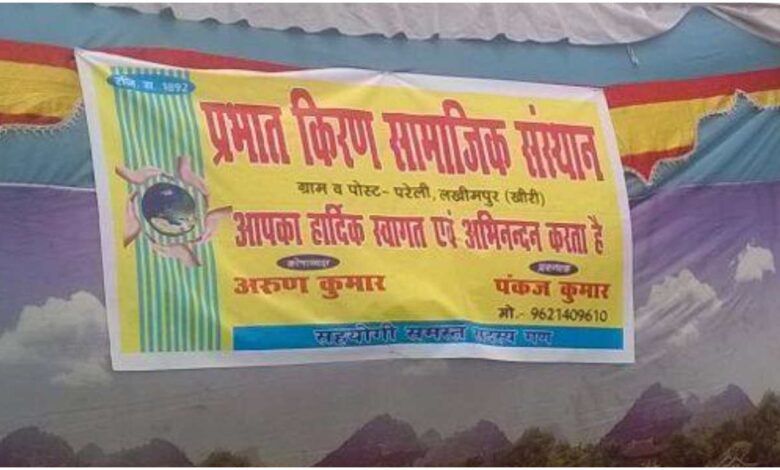 रजि. स. 1892
प्रभात किरण सामाजिक संस्थान
ग्राम व पोस्ट- परेली, लखीमपुर (खीरी)
आपका हार्दिक स्वागत एवं अभिनन्दन करता है
कोषाध्यक्ष प्रबन्धक
अरुण कुमार पंकज कुमार
मो.- 9621409610
सहयोगी समस्त सदस्य गण